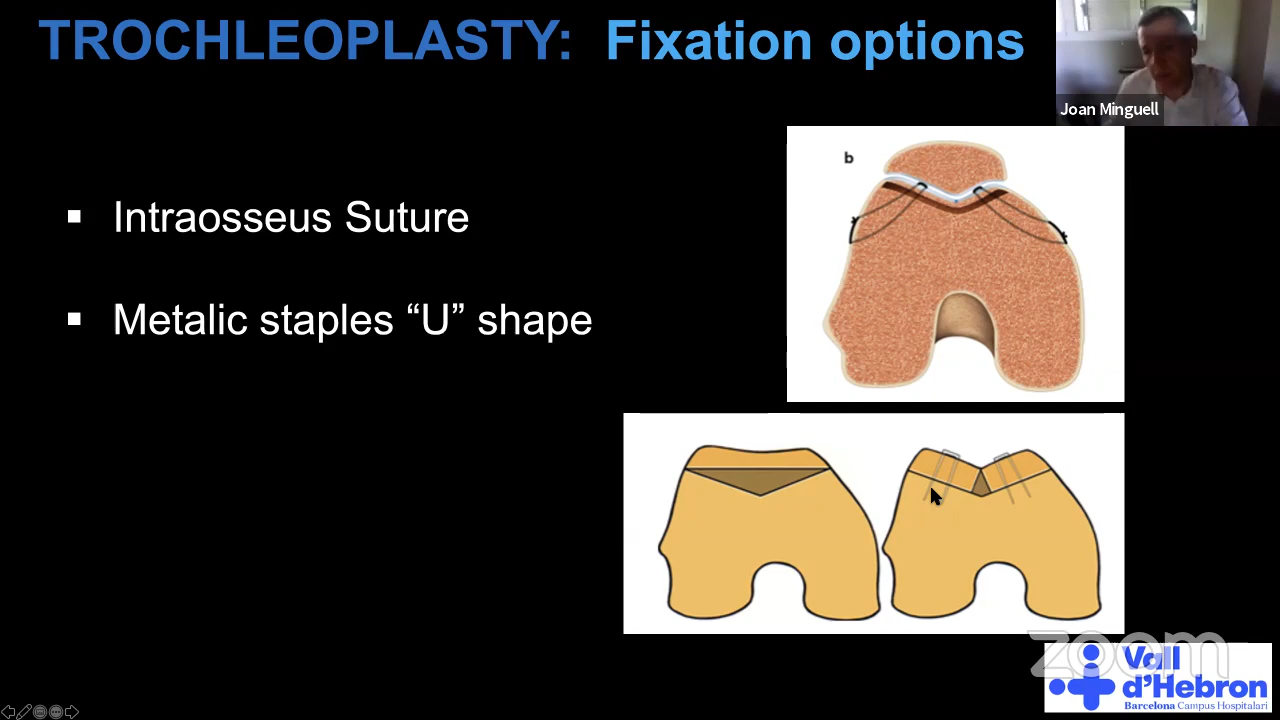 TROCHLEOPLASTY: Fixation options
Joan Minguell
b
▪ Intraosseus Suture
▪ Metalic staples “U” shape
zoom
Vall
d’Hebron
Barcelona Campus Hospitalari